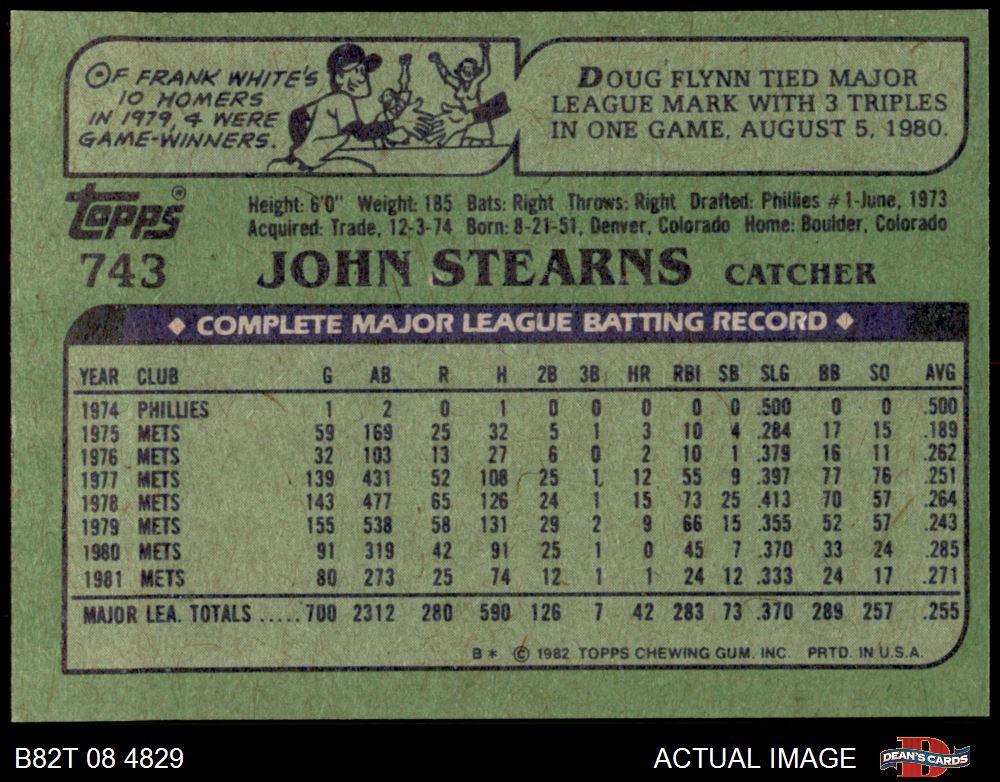 OF FRANK WHITE'S
10 HOMERS
IN 1979, 4 WERE
GAME-WINNERS.
DOUG FLYNN TIED MAJOR
LEAGUE MARK WITH 3 TRIPLES
IN ONE GAME, AUGUST 5, 1980.
TOPPS®
743
Height: 6'0" Weight: 185 Bats: Right Throws: Right Drafted: Phillies #1-June, 1973
Acquired: Trade, 12-3-74 Born: 8-21-51, Denver, Colorado Home: Boulder, Colorado
JOHN STEARNS CATCHER
◆ COMPLETE MAJOR LEAGUE BATTING RECORD ◆
YEAR CLUB G AB R H 2B 3B HR RBI SB SLG BB SO AVG
1974 PHILLIES 1 2 0 1 0 0 0 0 0 .500 0 0 .500
1975 METS 59 169 25 32 5 1 3 10 4 .284 17 15 .189
1976 METS 32 103 13 27 6 0 2 10 1 .379 16 11 .262
1977 METS 139 431 52 108 25 1 12 55 9 .397 77 76 .251
1978 METS 143 477 65 126 24 1 15 73 25 .413 70 57 .264
1979 METS 155 538 58 131 29 2 9 66 15 .355 52 57 .243
1980 METS 91 319 42 91 25 1 0 45 7 .370 33 24 .285
1981 METS 80 273 25 74 12 1 1 24 12 .333 24 17 .271
MAJOR LEA. TOTALS .....700 2312 280 590 126 7 42 283 73 .370 289 257 .255
B* © 1982 TOPPS CHEWING GUM, INC. PRTD. IN U.S.A.
B82T 08 4829
ACTUAL IMAGE
DEAN'S CARDS